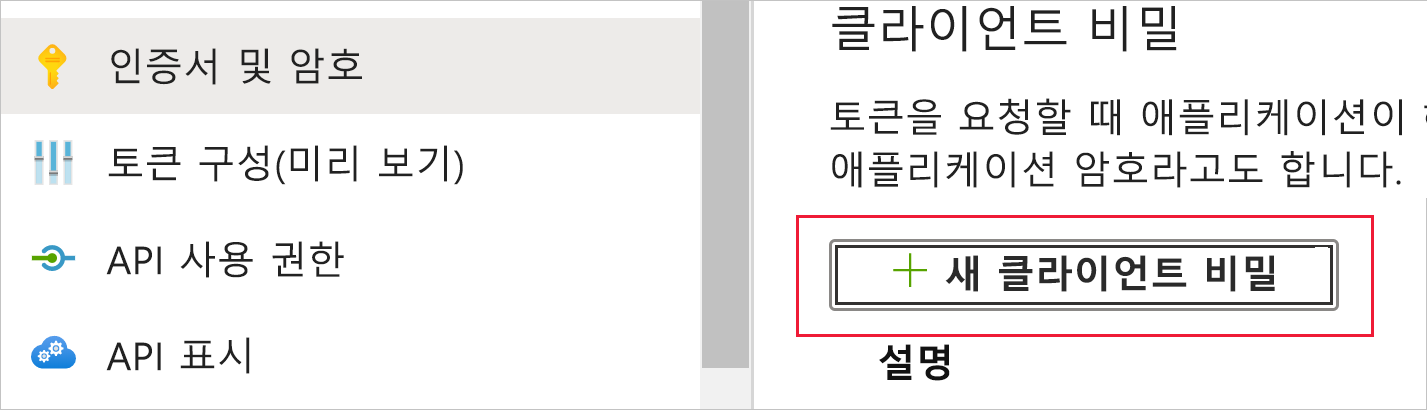 인증서 및 암호
토큰 구성(미리 보기)
API 사용 권한
API 표시
클라이언트 비밀
토큰을 요청할 때 애플리케이션이
애플리케이션 암호라고도 합니다.
새 클라이언트 비밀
설명